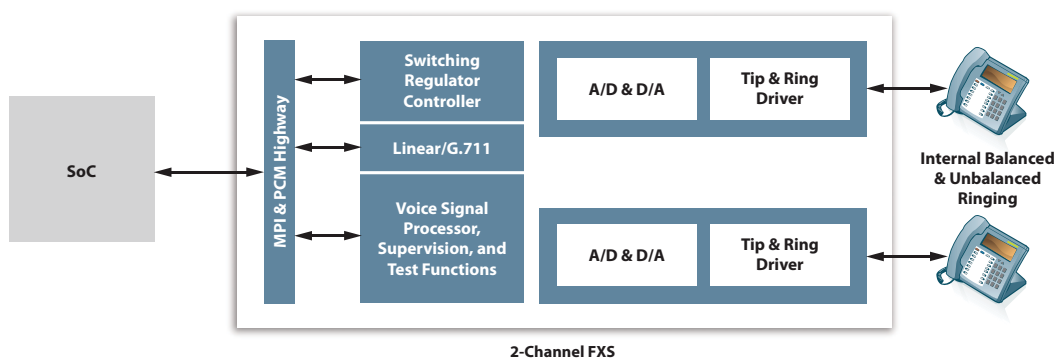 SoC
MPI & PCM Highway
Switching
Regulator
Controller
Linear/G.711
Voice Signal
Processor,
Supervision, and
Test Functions
A/D & D/A
Tip & Ring
Driver
A/D & D/A
Tip & Ring
Driver
Internal Balanced
& Unbalanced
Ringing
2-Channel FXS